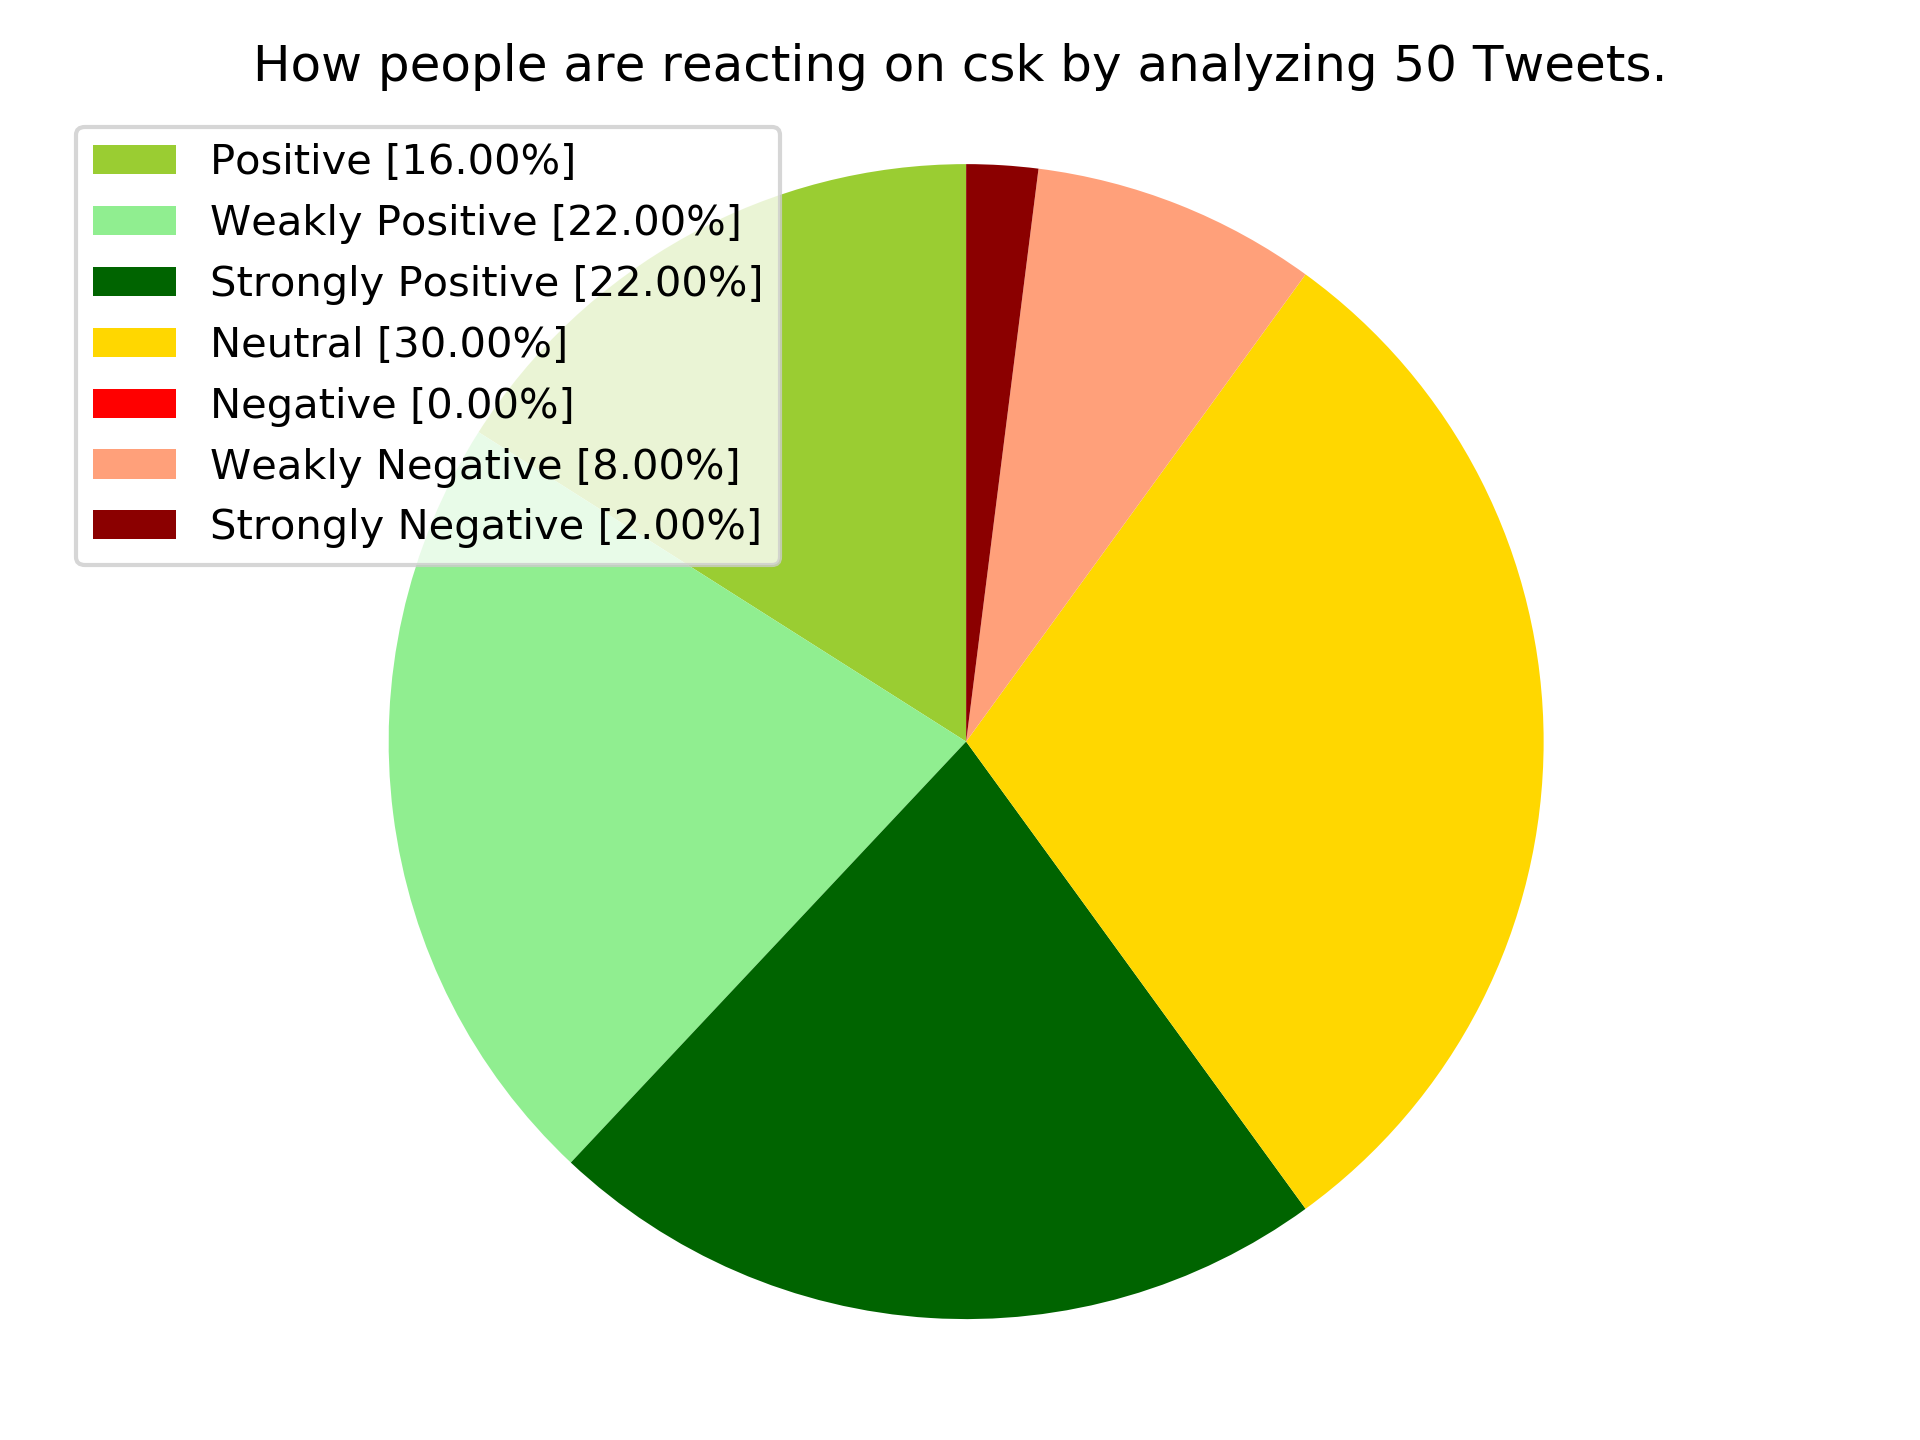 How people are reacting on csk by analyzing 50 Tweets.
Positive [16.00%]
Weakly Positive [22.00%]
Strongly Positive [22.00%]
Neutral [30.00%]
Negative [0.00%]
Weakly Negative [8.00%]
Strongly Negative [2.00%]